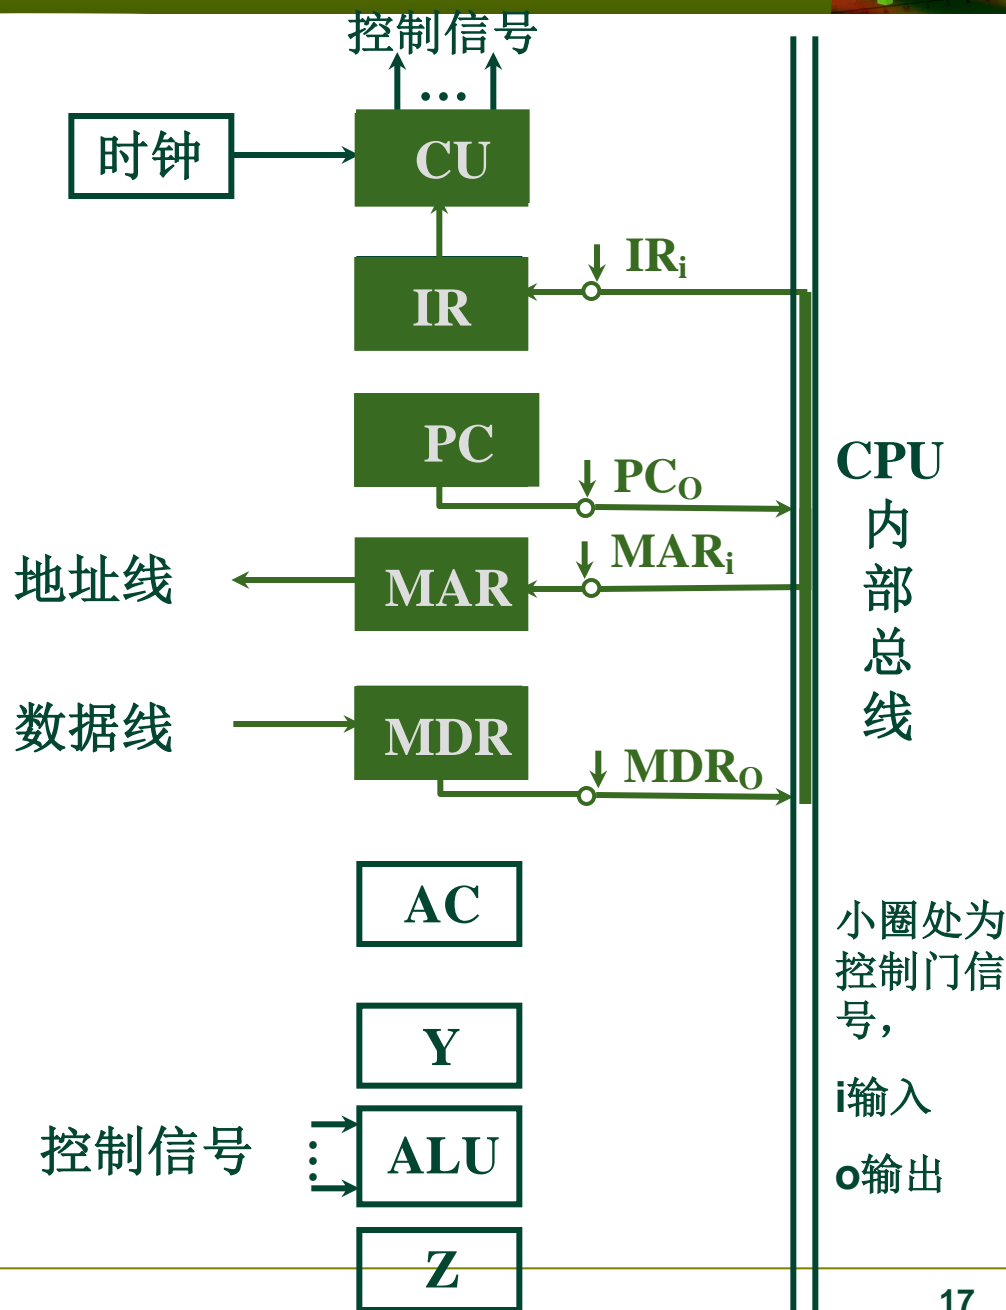 控制信号
…
时钟
CU
IRi
IR
PC
PCO
MARi
地址线
MAR
数据线
MDR
MDRO
CPU
内
部
总
线
AC
小圈处为
控制门信
号，
i输入
o输出
Y
控制信号
ALU
Z
17